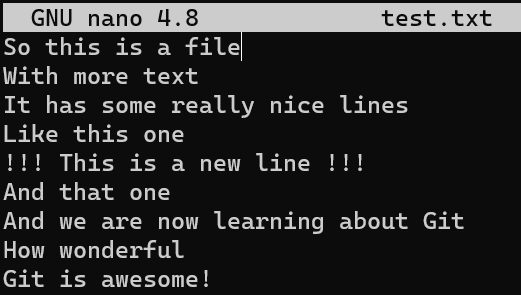 GNU nano 4.8 test.txt
So this is a file
With more text
It has some really nice lines
Like this one
!!! This is a new line !!!
And that one
And we are now learning about Git
How wonderful
Git is awesome!